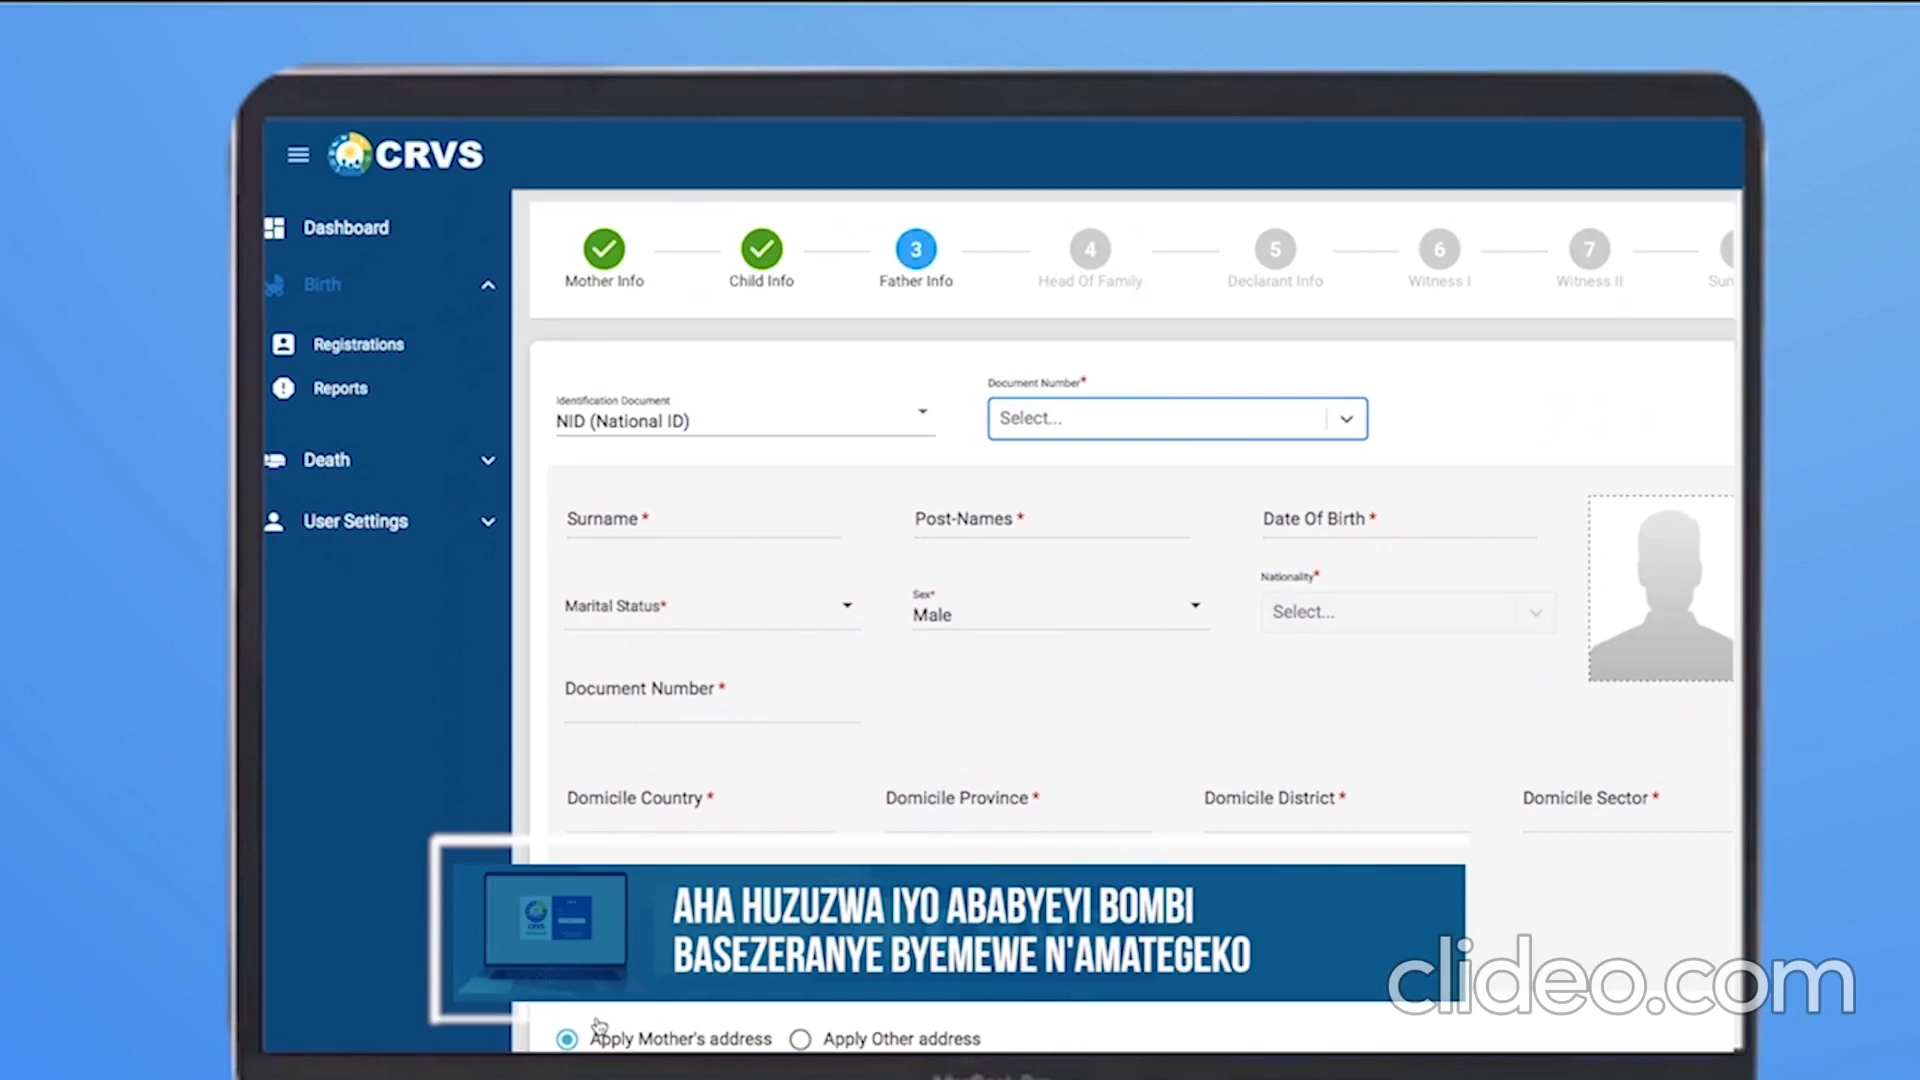 CRVS
Dashboard
Birth
Registrations
Reports
Death
User Settings
3 4 5 6 7
Mother Info Child Info Father Info Head Of Family Declarant Info Witness I Witness II
Identification Document
NID (National ID)
Document Number*
Select...
Surname * Post-Names * Date Of Birth *
Marital Status*
Sex*
Male
Nationality*
Select...
Document Number *
Domicile Country * Domicile Province * Domicile District * Domicile Sector *
CRVS
AHA HUZUZWA IYO ABABYEYI BOMBI
BASEZERANYE BYEMEWE N'AMATEGEKO
Apply Mother's address Apply Other address
clideo.com